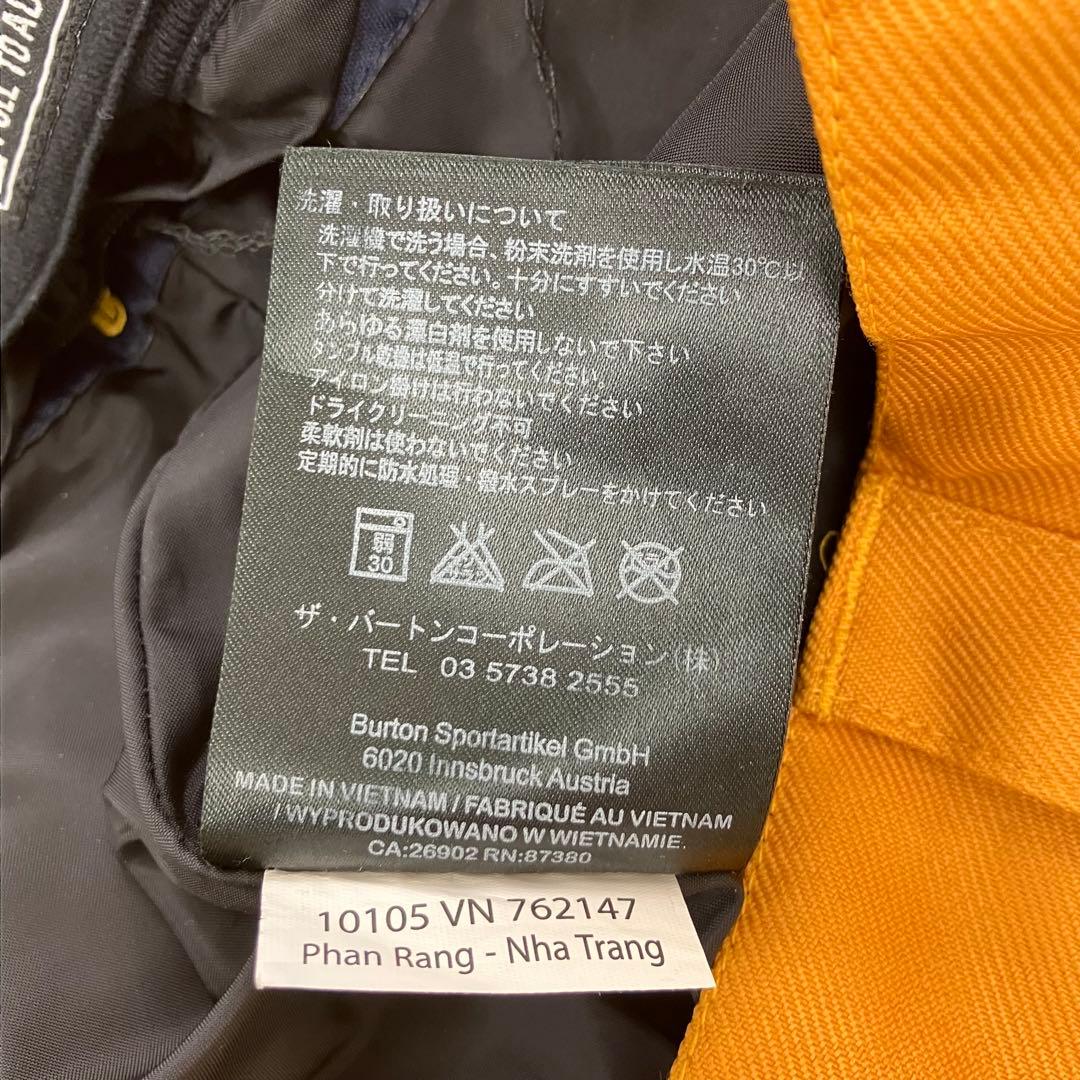 PULL TO AD
洗濯・取り扱いについて
洗濯機で洗う場合、粉末洗剤を使用し水温30℃以
下で行ってください。十分にすすいでください
分けて洗濯してください
あらゆる漂白剤を使用しないで下さい
タンブル乾燥は低温で行ってください。
アイロン掛けは行わないでください
ドライクリーニング不可
柔軟剤は使わないでください
定期的に防水処理・撥水スプレーをかけてください
弱
30
ザ・バートンコーポレーション(株)
TEL 03 5738 2555
Burton Sportartikel GmbH
6020 Innsbruck Austria
MADE IN VIETNAM / FABRIQUÉ AU VIETNAM
/ WYPRODUKOWANO W WIETNAMIE.
CA:26902 RN:87380
10105 VN 762147
Phan Rang - Nha Trang